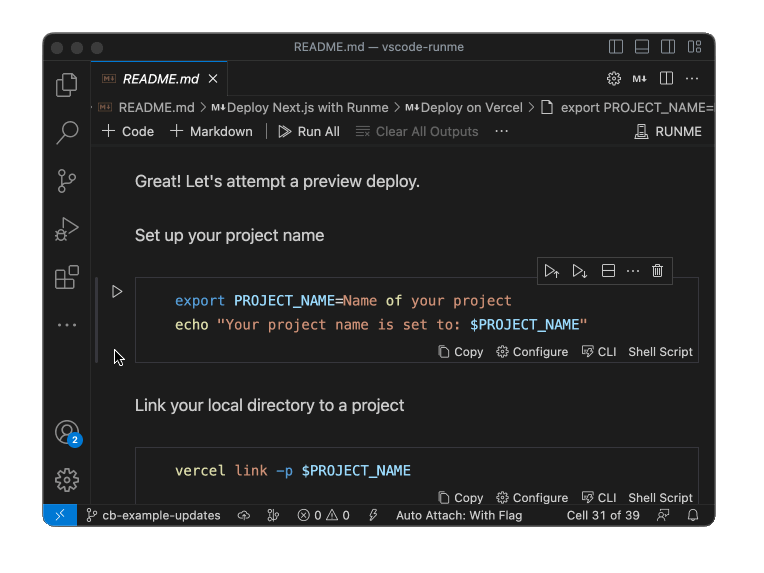 README.md — vscode-runme
README.md
README.md > Deploy Next.js with Runme > Deploy on Vercel > export PROJECT_NAME=
+ Code + Markdown Run All Clear All Outputs ··· RUNME
Great! Let's attempt a preview deploy.
Set up your project name
export PROJECT_NAME=Name of your project
echo "Your project name is set to: $PROJECT_NAME"
Copy Configure CLI Shell Script
Link your local directory to a project
vercel link -p $PROJECT_NAME
Copy Configure CLI Shell Script
2
cb-example-updates 0 0 Auto Attach: With Flag Cell 31 of 39